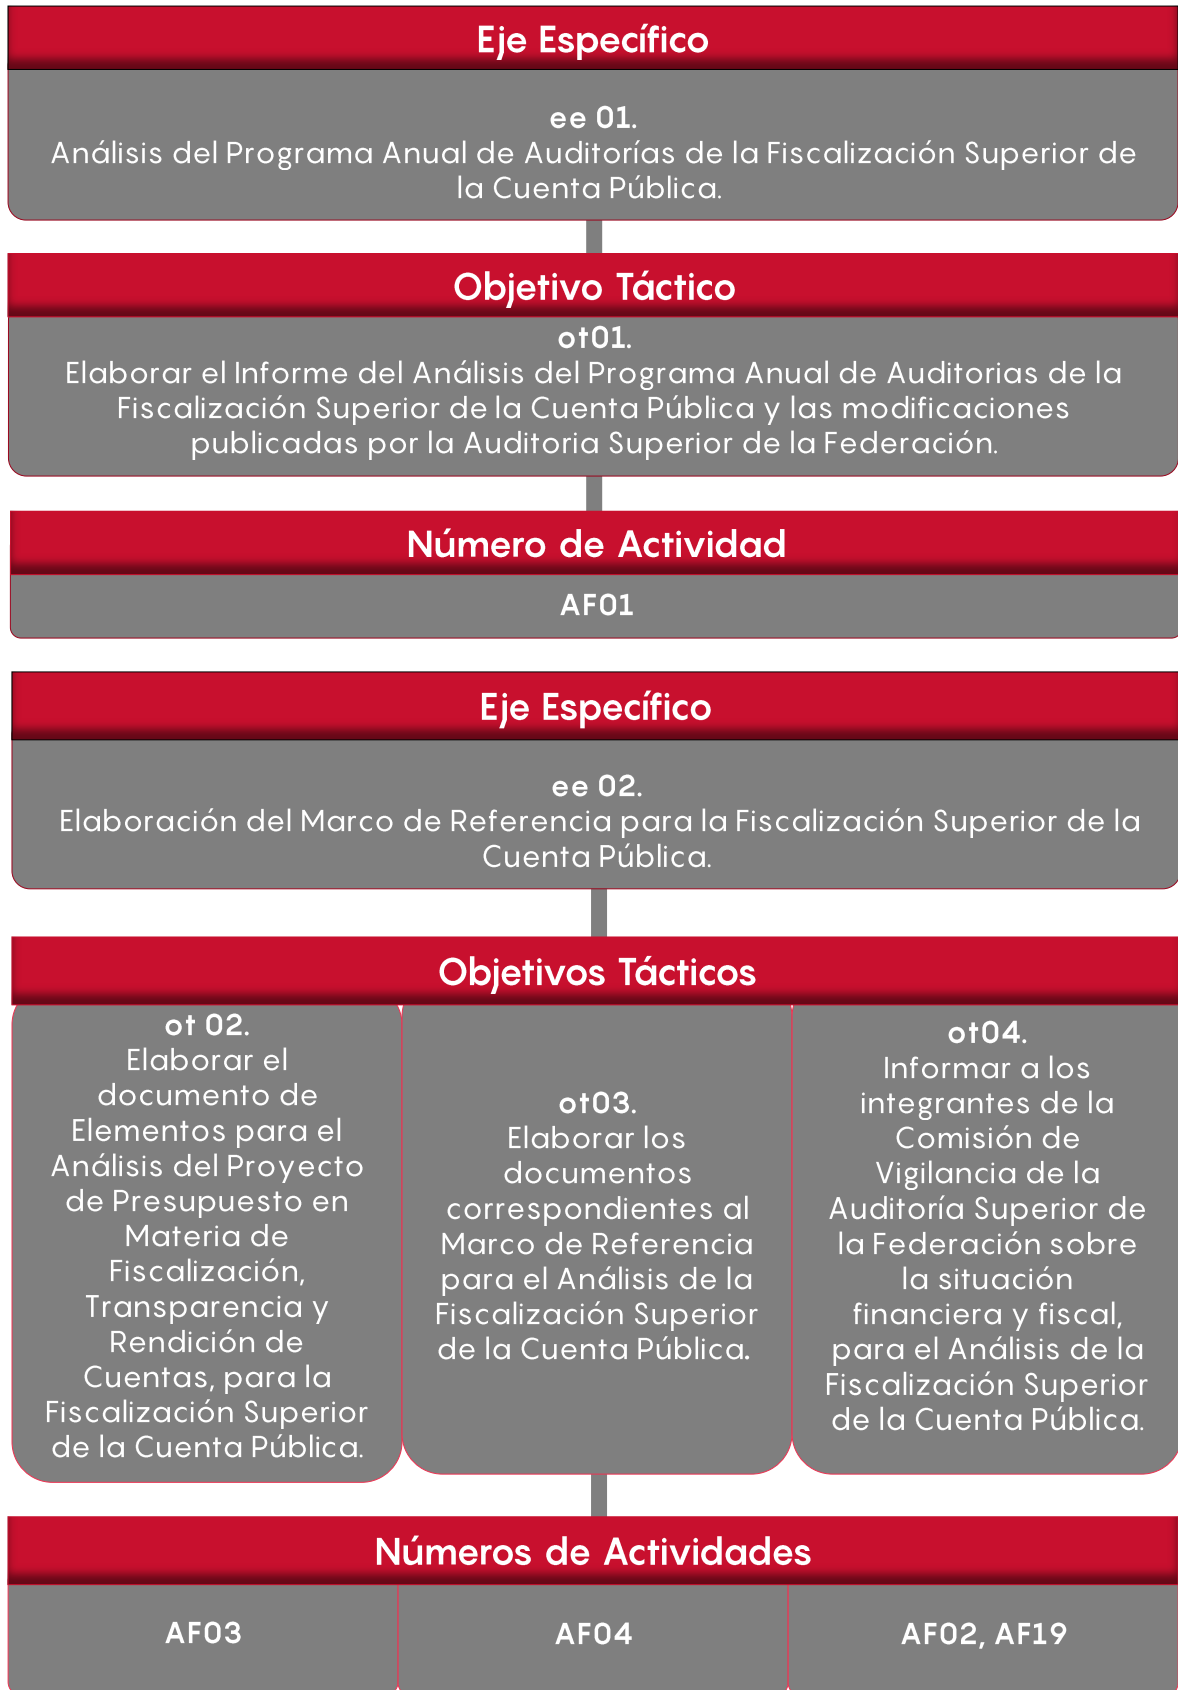 Eje Específico
ee 01.
Análisis del Programa Anual de Auditorías de la Fiscalización Superior de
la Cuenta Pública.
Objetivo Táctico
ot01.
Elaborar el Informe del Análisis del Programa Anual de Auditorias de la
Fiscalización Superior de la Cuenta Pública y las modificaciones
publicadas por la Auditoria Superior de la Federación.
Número de Actividad
AF01
Eje Específico
ee 02.
Elaboración del Marco de Referencia para la Fiscalización Superior de la
Cuenta Pública.
Objetivos Tácticos
ot 02.
Elaborar el
documento de
Elementos para el
Análisis del Proyecto
de Presupuesto en
Materia de
Fiscalización,
Transparencia y
Rendición de
Cuentas, para la
Fiscalización Superior
de la Cuenta Pública.
ot03.
Elaborar los
documentos
correspondientes al
Marco de Referencia
para el Análisis de la
Fiscalización Superior
de la Cuenta Pública.
ot04.
Informar a los
integrantes de la
Comisión de
Vigilancia de la
Auditoría Superior de
la Federación sobre
la situación
financiera y fiscal,
para el Análisis de la
Fiscalización Superior
de la Cuenta Pública.
Números de Actividades
AF03
AF04
AF02, AF19